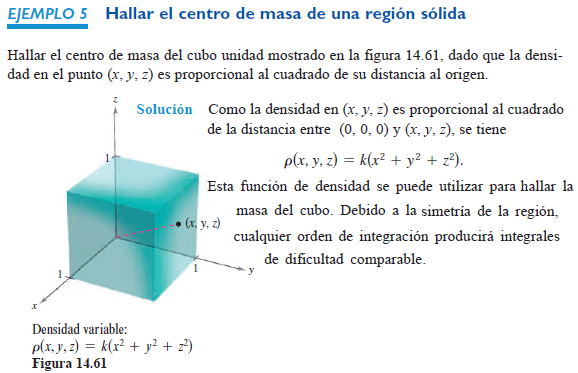 EJEMPLO 5 Hallar el centro de masa de una región sólida
Hallar el centro de masa del cubo unidad mostrado en la figura 14.61, dado que la densi-
dad en el punto (x, y, z) es proporcional al cuadrado de su distancia al origen.
Solución Como la densidad en (x, y, z) es proporcional al cuadrado
de la distancia entre (0, 0, 0) y (x, y, z), se tiene
ρ(x, y, z) = k(x² + y² + z²).
Esta función de densidad se puede utilizar para hallar la
masa del cubo. Debido a la simetría de la región,
cualquier orden de integración producirá integrales
de dificultad comparable.
z
1
(x, y, z)
1
1
y
x
Densidad variable:
ρ(x, y, z) = k(x² + y² + z²)
Figura 14.61